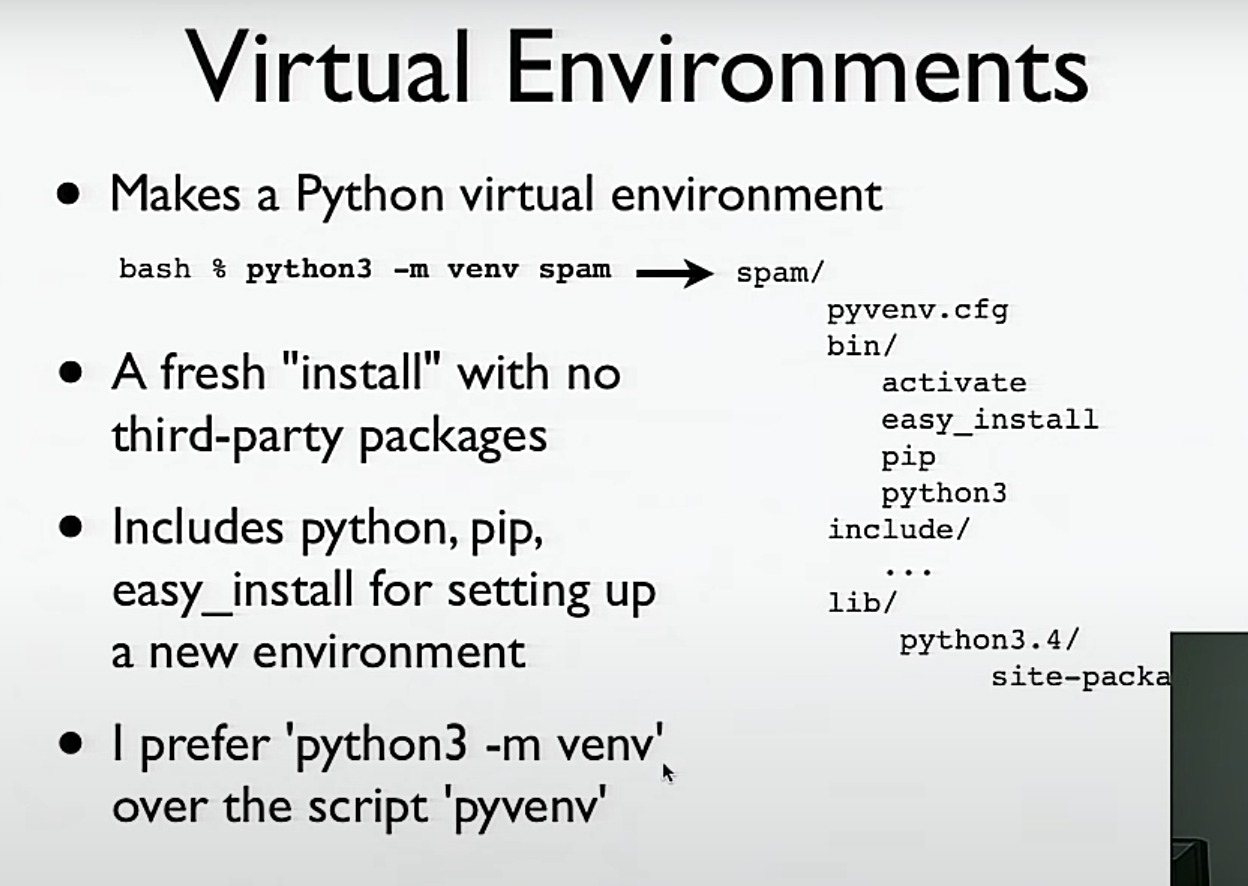 Virtual Environments
• Makes a Python virtual environment
bash % python3 -m venv spam
spam/
pyvenv.cfg
bin/
activate
easy_install
pip
python3
include/
...
lib/
python3.4/
site-packa
• A fresh "install" with no
third-party packages
• Includes python, pip,
easy_install for setting up
a new environment
• I prefer 'python3 -m venv'
over the script 'pyvenv'